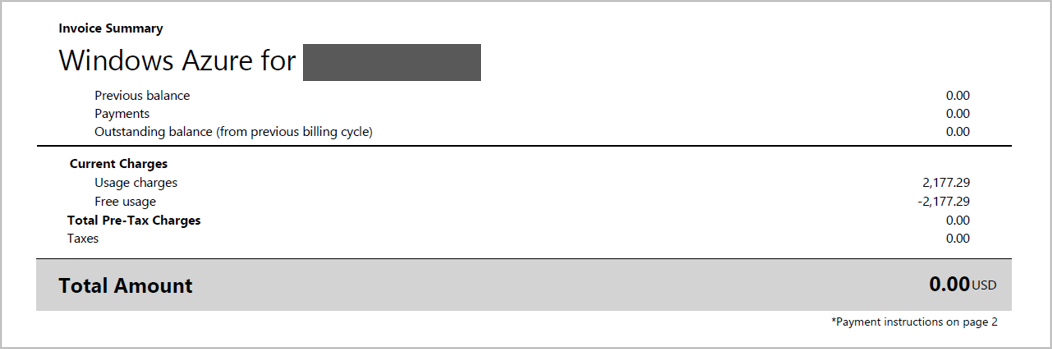 Invoice Summary
Windows Azure for
Previous balance 0.00
Payments 0.00
Outstanding balance (from previous billing cycle) 0.00
Current Charges
Usage charges 2,177.29
Free usage -2,177.29
Total Pre-Tax Charges 0.00
Taxes 0.00
Total Amount 0.00 USD
*Payment instructions on page 2